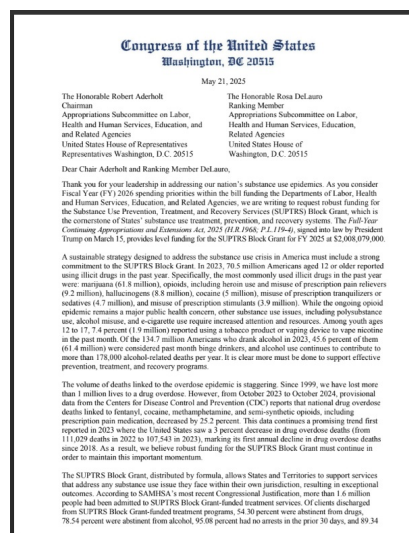 Congress of the United States
Washington, DC 20515
May 21, 2025
The Honorable Robert Aderholt
Chairman
Appropriations Subcommittee on Labor,
Health and Human Services, Education, and
and Related Agencies
United States House of Representatives
Representatives Washington, D.C. 20515
The Honorable Rosa DeLauro
Ranking Member
Appropriations Subcommittee on Labor,
Health and Human Services, Education,
Related Agencies
United States House of
Washington, D.C. 20515
Dear Chair Aderholt and Ranking Member DeLauro,
Thank you for your leadership in addressing our nation's substance use epidemics. As you consider
Fiscal Year (FY) 2026 spending priorities within the bill funding the Departments of Labor, Health
and Human Services, Education, and Related Agencies, we are writing to request robust funding for
the Substance Use Prevention, Treatment, and Recovery Services (SUPTRS) Block Grant, which is
the cornerstone of States' substance use treatment, prevention, and recovery systems. The Full-Year
Continuing Appropriations and Extensions Act, 2025 (H.R.1968; P.L.119-4), signed into law by President
Trump on March 15, provides level funding for the SUPTRS Block Grant for FY 2025 at $2,008,079,000.
A sustainable strategy designed to address the substance use crisis in America must include a strong
commitment to the SUPTRS Block Grant. In 2023, 70.5 million Americans aged 12 or older reported
using illicit drugs in the past year. Specifically, the most commonly used illicit drugs in the past year
were: marijuana (61.8 million), opioids, including heroin use and misuse of prescription pain relievers
(9.2 million), hallucinogens (8.8 million), cocaine (5 million), misuse of prescription tranquilizers or
sedatives (4.7 million), and misuse of prescription stimulants (3.9 million). While the ongoing opioid
epidemic remains a major public health concern, other substance use issues, including polysubstance
use, alcohol misuse, and e-cigarette use require increased attention and resources. Among youth ages
12 to 17, 7.4 percent (1.9 million) reported using a tobacco product or vaping device to vape nicotine
in the past month. Of the 134.7 million Americans who drank alcohol in 2023, 45.6 percent of them
(61.4 million) were considered past month binge drinkers, and alcohol use continues to contribute to
more than 178,000 alcohol-related deaths per year. It is clear more must be done to support effective
prevention, treatment, and recovery programs.
The volume of deaths linked to the overdose epidemic is staggering. Since 1999, we have lost more
than 1 million lives to a drug overdose. However, from October 2023 to October 2024, provisional
data from the Centers for Disease Control and Prevention (CDC) reports that national drug overdose
deaths linked to fentanyl, cocaine, methamphetamine, and semi-synthetic opioids, including
prescription pain medication, decreased by 25.2 percent. This data continues a promising trend first
reported in 2023 where the United States saw a 3 percent decrease in drug overdose deaths (from
111,029 deaths in 2022 to 107,543 in 2023), marking its first annual decline in drug overdose deaths
since 2018. As a result, we believe robust funding for the SUPTRS Block Grant must continue in
order to maintain this important momentum.
The SUPTRS Block Grant, distributed by formula, allows States and Territories to support services
that address any substance use issue they face within their own jurisdiction, resulting in exceptional
outcomes. According to SAMHSA's most recent Congressional Justification, more than 1.6 million
people had been admitted to SUPTRS Block Grant-funded treatment services. Of clients discharged
from SUPTRS Block Grant-funded treatment programs, 54.30 percent were abstinent from drugs,
78.54 percent were abstinent from alcohol, 95.08 percent had no arrests in the prior 30 days, and 89.34